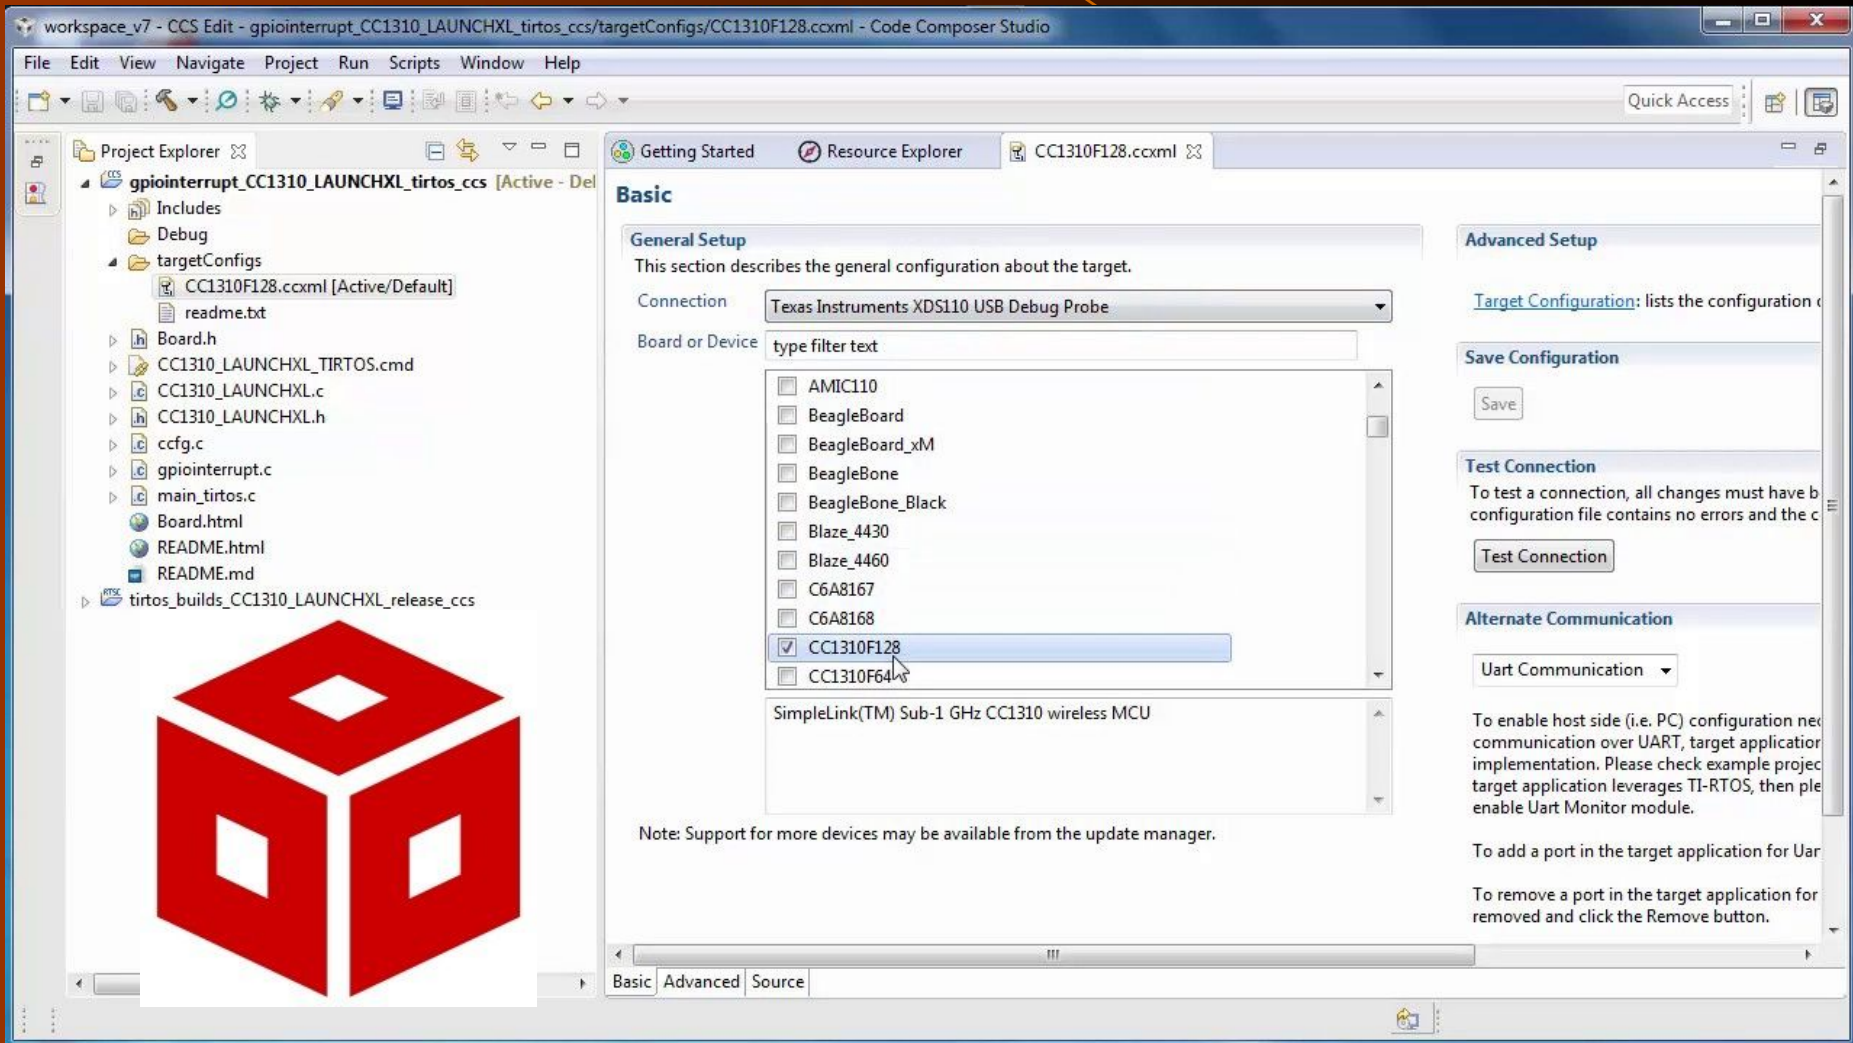 workspace_v7 - CCS Edit - gpiointerrupt_CC1310_LAUNCHXL_tirtos_ccs/targetConfigs/CC1310F128.ccxml - Code Composer Studio
File Edit View Navigate Project Run Scripts Window Help
Quick Access
Project Explorer
gpiointerrupt_CC1310_LAUNCHXL_tirtos_ccs [Active - Del
Includes
Debug
targetConfigs
CC1310F128.ccxml [Active/Default]
readme.txt
Board.h
CC1310_LAUNCHXL_TIRTOS.cmd
CC1310_LAUNCHXL.c
CC1310_LAUNCHXL.h
ccfg.c
gpiointerrupt.c
main_tirtos.c
Board.html
README.html
README.md
tirtos_builds_CC1310_LAUNCHXL_release_ccs
Getting Started Resource Explorer CC1310F128.ccxml
Basic
General Setup
This section describes the general configuration about the target.
Connection Texas Instruments XDS110 USB Debug Probe
Board or Device type filter text
AMIC110
BeagleBoard
BeagleBoard_xM
BeagleBone
BeagleBone_Black
Blaze_4430
Blaze_4460
C6A8167
C6A8168
CC1310F128
CC1310F64
SimpleLink(TM) Sub-1 GHz CC1310 wireless MCU
Note: Support for more devices may be available from the update manager.
Advanced Setup
Target Configuration: lists the configuration
Save Configuration
Save
Test Connection
To test a connection, all changes must have b
configuration file contains no errors and the c
Test Connection
Alternate Communication
Uart Communication
To enable host side (i.e. PC) configuration nec
communication over UART, target application
implementation. Please check example projec
target application leverages TI-RTOS, then ple
enable Uart Monitor module.
To add a port in the target application for Uar
To remove a port in the target application for
removed and click the Remove button.
Basic Advanced Source